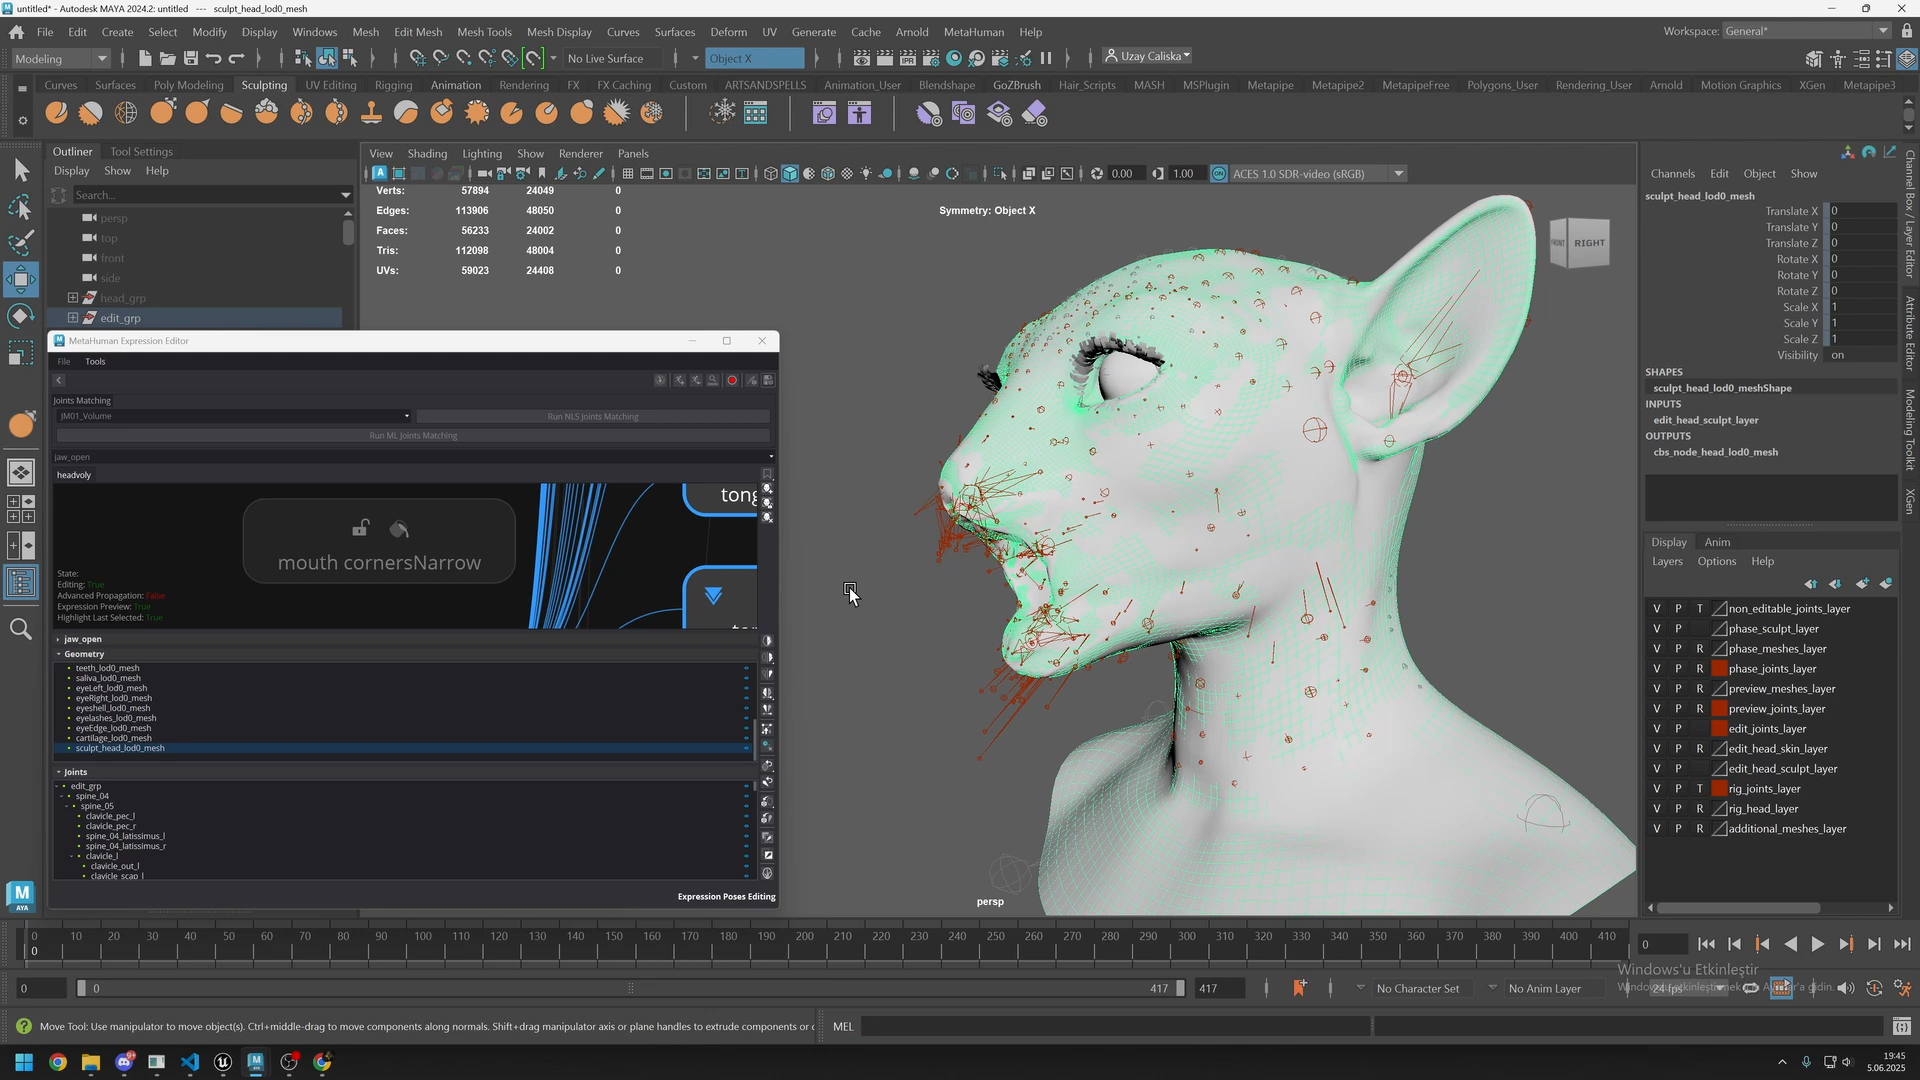 untitled* - Autodesk MAYA 2024.2: untitled --- sculpt_head_lod0_mesh
File Edit Create Select Modify Display Windows Mesh Edit Mesh Mesh Tools Mesh Display Curves Surfaces Deform UV Generate Cache Arnold MetaHuman Help
Workspace: General*
Modeling
No Live Surface
Object X
Uzay Caliska
Curves Surfaces Poly Modeling Sculpting UV Editing Rigging Animation Rendering FX FX Caching Custom ARTSANDSPELLS Animation_User Blendshape GoZBrush Hair_Scripts MASH MSPlugin Metapipe Metapipe2 MetapipeFree Polygons_User Rendering_User Arnold Motion Graphics XGen Metapipe3
Outliner Tool Settings
Display Show Help
Search...
persp
top
front
side
head_grp
edit_grp
View Shading Lighting Show Renderer Panels
0.00 1.00 ACES 1.0 SDR-video (sRGB)
Verts: 57894 24049 0
Edges: 113906 48050 0
Faces: 56233 24002 0
Tris: 112098 48004 0
UVs: 59023 24408 0
Symmetry: Object X
FRONT RIGHT
persp
MetaHuman Expression Editor
File Tools
Joints Matching
JM01_Volume
Run NLS Joints Matching
Run ML Joints Matching
jaw_open
headvoly
mouth cornersNarrow
tong
State:
Editing: True
Advanced Propagation: False
Expression Preview: True
Highlight Last Selected: True
jaw_open
Geometry
teeth_lod0_mesh
saliva_lod0_mesh
eyeLeft_lod0_mesh
eyeRight_lod0_mesh
eyeshell_lod0_mesh
eyelashes_lod0_mesh
eyeEdge_lod0_mesh
cartilage_lod0_mesh
sculpt_head_lod0_mesh
Joints
edit_grp
spine_04
spine_05
clavicle_pec_l
clavicle_pec_r
spine_04_latissimus_l
spine_04_latissimus_r
clavicle_l
clavicle_out_l
clavicle_scap_l
Expression Poses Editing
Channels Edit Object Show
sculpt_head_lod0_mesh
Translate X 0
Translate Y 0
Translate Z 0
Rotate X 0
Rotate Y 0
Rotate Z 0
Scale X 1
Scale Y 1
Scale Z 1
Visibility on
SHAPES
sculpt_head_lod0_meshShape
INPUTS
edit_head_sculpt_layer
OUTPUTS
cbs_node_head_lod0_mesh
Display Anim
Layers Options Help
V P T non_editable_joints_layer
V P phase_sculpt_layer
V P R phase_meshes_layer
V P R phase_joints_layer
V P R preview_meshes_layer
V P R preview_joints_layer
V P edit_joints_layer
V P R edit_head_skin_layer
V P edit_head_sculpt_layer
V P T rig_joints_layer
V P R rig_head_layer
V P R additional_meshes_layer
Channel Box / Layer Editor
Attribute Editor
Modeling Toolkit
XGen
0 10 20 30 40 50 60 70 80 90 100 110 120 130 140 150 160 170 180 190 200 210 220 230 240 250 260 270 280 290 300 310 320 330 340 350 360 370 380 390 400 410
0
0
Windows'u Etkinleştir
0 0 417 417 No Character Set No Anim Layer 24 fps
Move Tool: Use manipulator to move object(s). Ctrl+middle-drag to move components along normals. Shift+drag manipulator axis or plane handles to extrude components or
MEL
M
AYA
19:45
5.06.2025